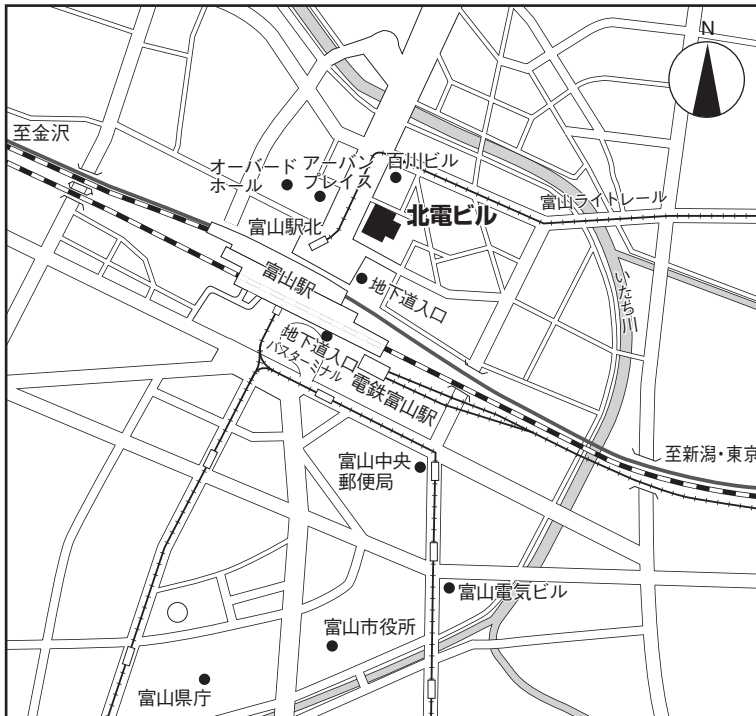 N
至金沢
オーバード
ホール
アーバン
プレイス
百川ビル
富山ライトレール
富山駅北
北電ビル
富山駅
地下道入口
いたち川
地下道入口
バスターミナル
電鉄富山駅
至新潟・東京
富山中央
郵便局
富山電気ビル
富山市役所
富山県庁